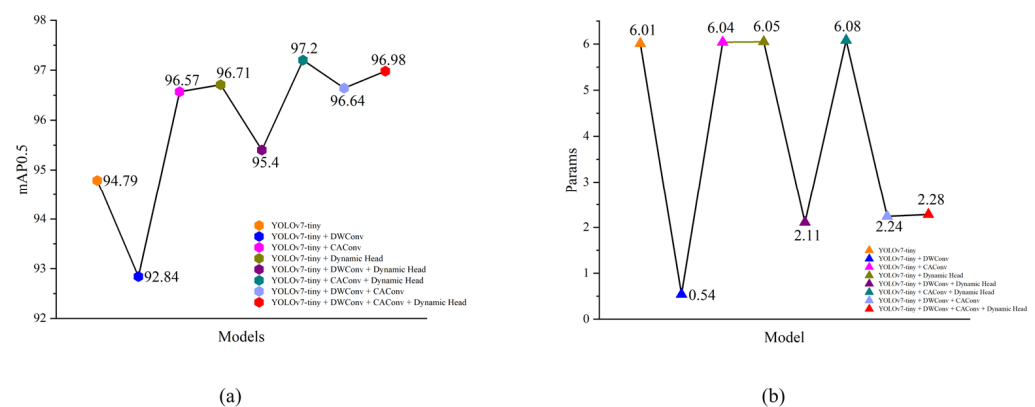 98
97
96
95
94
93
92
mAP0.5
94.79
92.84
96.57
96.71
95.4
97.2
96.64
96.98
YOLOv7-tiny
YOLOv7-tiny + DWConv
YOLOv7-tiny + CAConv
YOLOv7-tiny + Dynamic Head
YOLOv7-tiny + DWConv + Dynamic Head
YOLOv7-tiny + CAConv + Dynamic Head
YOLOv7-tiny + DWConv + CAConv
YOLOv7-tiny + DWConv + CAConv + Dynamic Head
Models
(a)
6
5
4
3
2
1
0
Params
6.01
0.54
6.04
6.05
2.11
6.08
2.24
2.28
YOLOv7-tiny
YOLOv7-tiny + DWConv
YOLOv7-tiny + CAConv
YOLOv7-tiny + Dynamic Head
YOLOv7-tiny + DWConv + Dynamic Head
YOLOv7-tiny + CAConv + Dynamic Head
YOLOv7-tiny + DWConv + CAConv
YOLOv7-tiny + DWConv + CAConv + Dynamic Head
Model
(b)